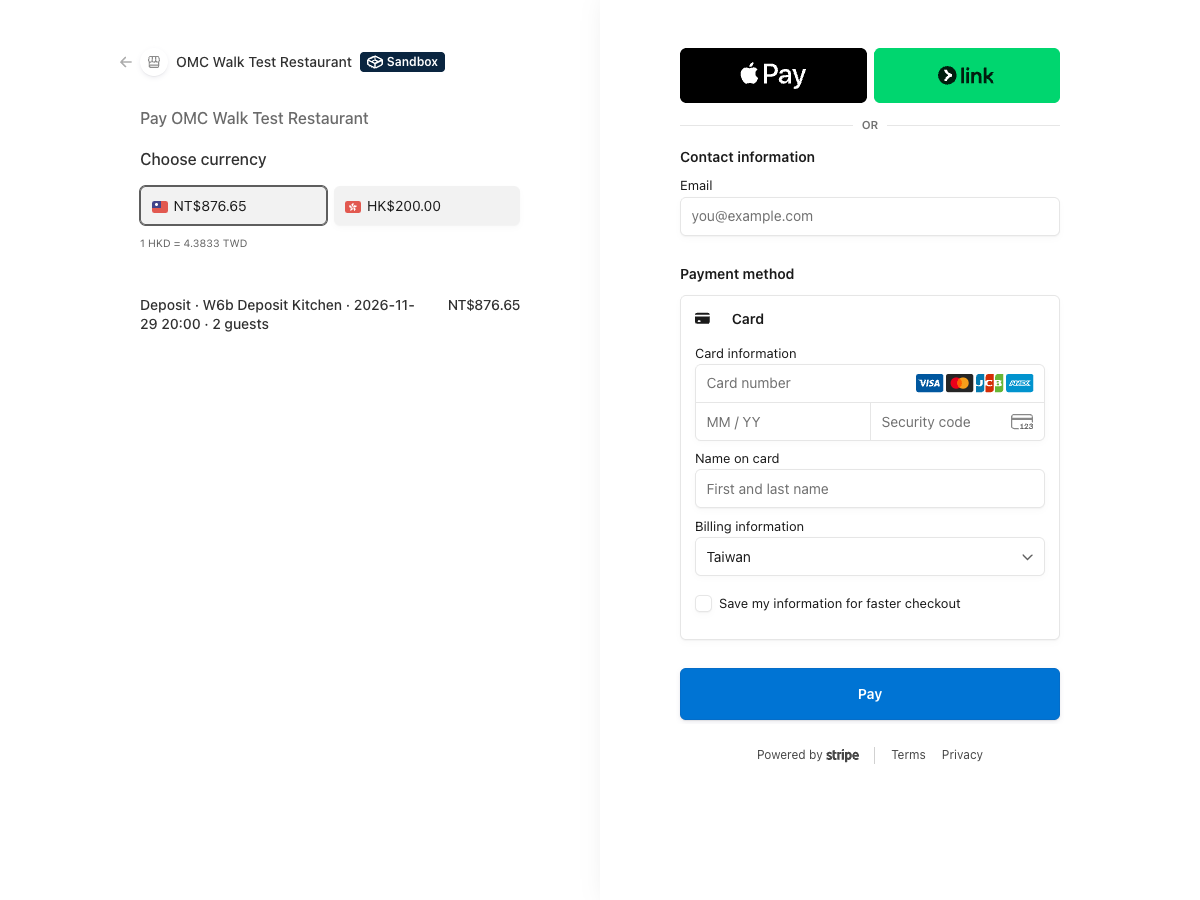 OMC Walk Test Restaurant Sandbox
Pay OMC Walk Test Restaurant
Choose currency
NT$876.65 HK$200.00
1 HKD = 4.3833 TWD
Deposit · W6b Deposit Kitchen · 2026-11- NT$876.65
29 20:00 · 2 guests
Pay link
OR
Contact information
Email
you@example.com
Payment method
Card
Card information
Card number VISA JCB AMEX
MM / YY Security code 123
Name on card
First and last name
Billing information
Taiwan
Save my information for faster checkout
Pay
Powered by stripe Terms Privacy